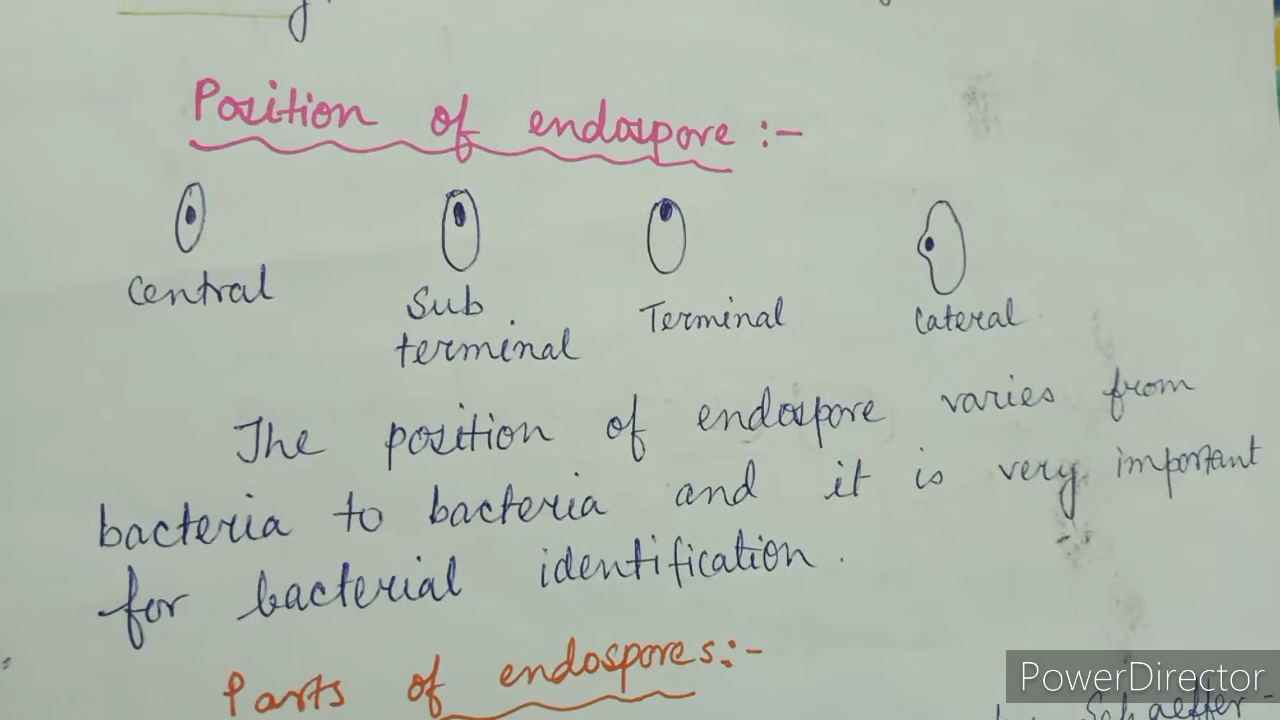 Position of endospore :-
Central
Sub
terminal
Terminal
Lateral
The position of endospore varies from
bacteria to bacteria and it is very important
for bacterial identification.
Parts of endospores:-
Schaeffer-
PowerDirector